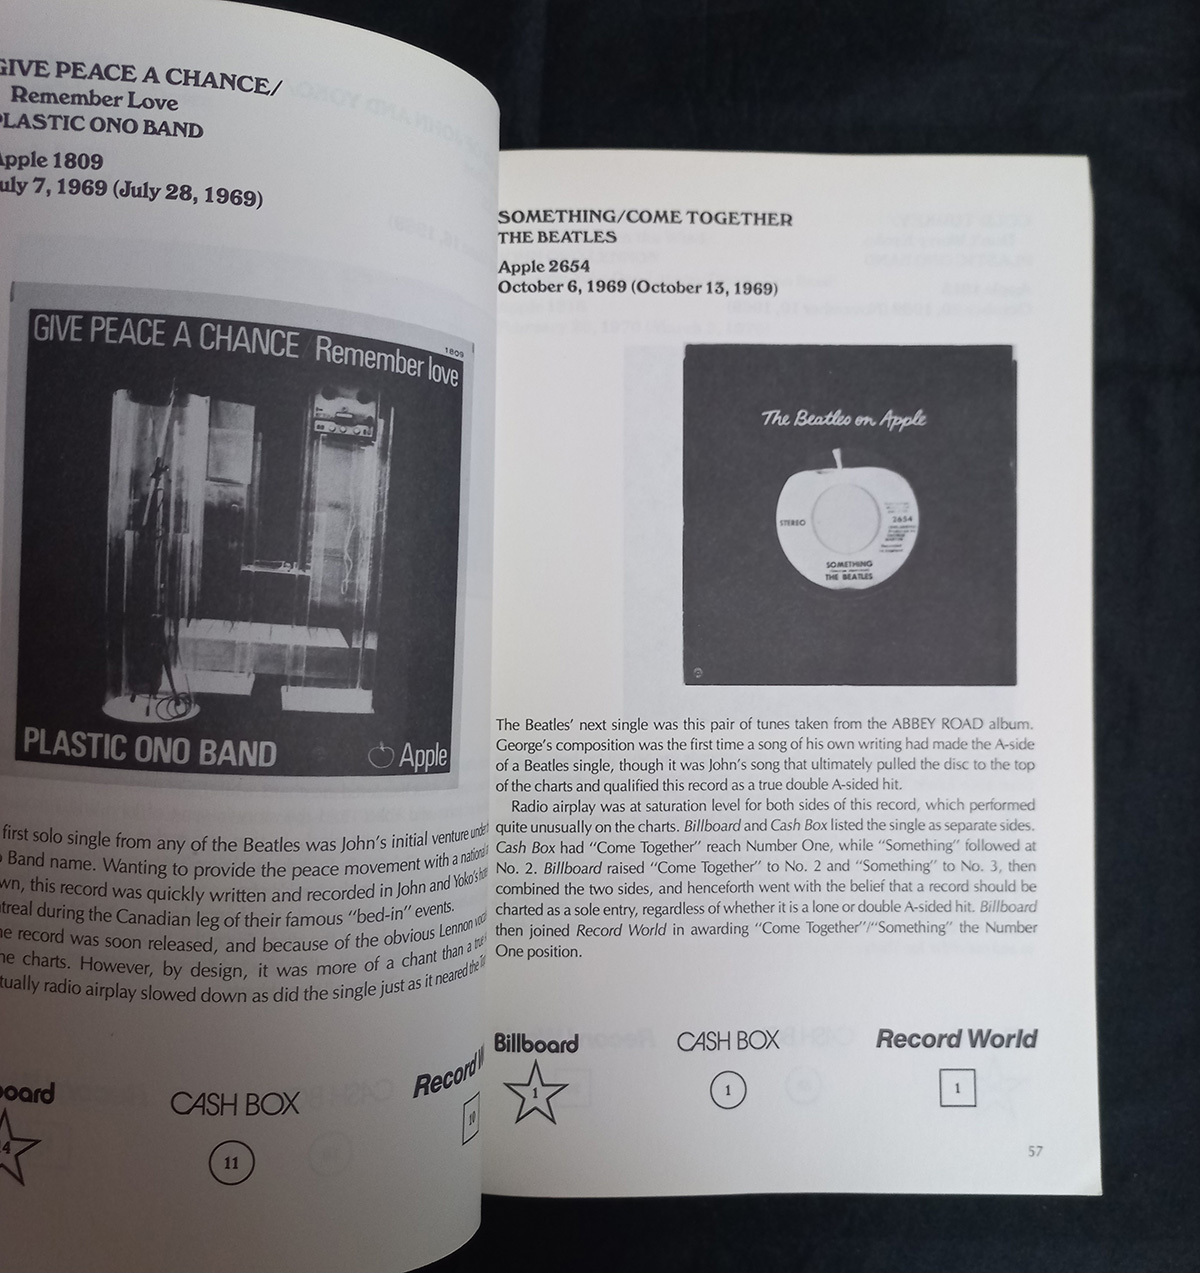 GIVE PEACE A CHANCE/
Remember Love
PLASTIC ONO BAND
Apple 1809
July 7, 1969 (July 28, 1969)
GIVE PEACE A CHANCE Remember love
1809
PLASTIC ONO BAND
Apple
first solo single from any of the Beatles was John's initial venture under
Band name. Wanting to provide the peace movement with a national
this record was quickly written and recorded in John and Yoko's
during the Canadian leg of their famous "bed-in" events.
record was soon released, and because of the obvious Lennon
charts. However, by design, it was more of a chant than a true
radio airplay slowed down as did the single just as it neared the
board
CASH BOX
Record W
4
11
10
SOMETHING/COME TOGETHER
THE BEATLES
Apple 2654
October 6, 1969 (October 13, 1969)
The Beatles on Apple
STEREO
2654
SOMETHING
THE BEATLES
The Beatles' next single was this pair of tunes taken from the ABBEY ROAD album.
George's composition was the first time a song of his own writing had made the A-side
of a Beatles single, though it was John's song that ultimately pulled the disc to the top
of the charts and qualified this record as a true double A-sided hit.
Radio airplay was at saturation level for both sides of this record, which performed
quite unusually on the charts. Billboard and Cash Box listed the single as separate sides.
Cash Box had "Come Together" reach Number One, while "Something" followed at
No. 2. Billboard raised "Come Together" to No. 2 and "Something" to No. 3, then
combined the two sides, and henceforth went with the belief that a record should be
charted as a sole entry, regardless of whether it is a lone or double A-sided hit. Billboard
then joined Record World in awarding "Come Together"/"Something" the Number
One position.
Billboard
CASH BOX
Record World
1
1
1
57